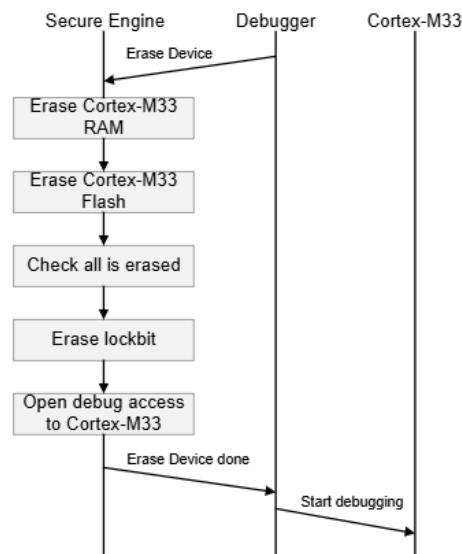 Secure Engine Debugger Cortex-M33
Erase Device
Erase Cortex-M33
RAM
Erase Cortex-M33
Flash
Check all is erased
Erase lockbit
Open debug access
to Cortex-M33
Erase Device done
Start debugging